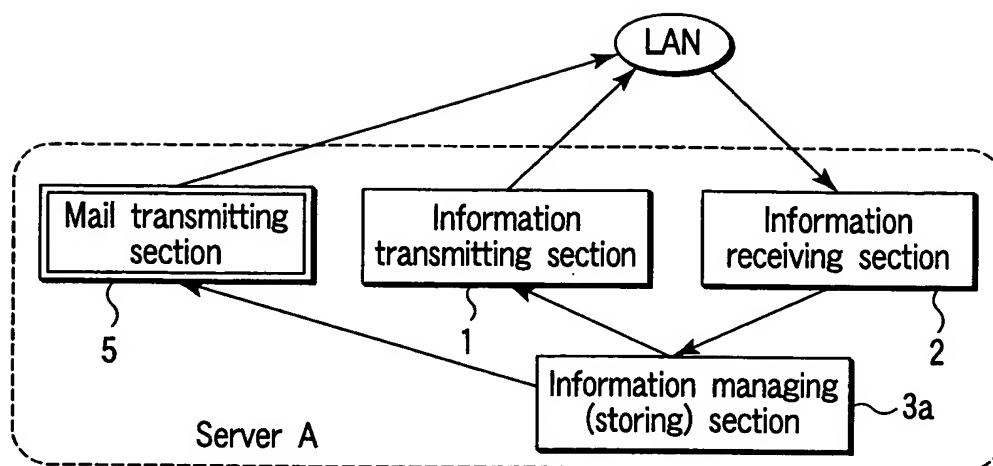 LAN
Mail transmitting
section
Information
transmitting section
Information
receiving section
5
1
2
Information managing
(storing) section
3a
Server A